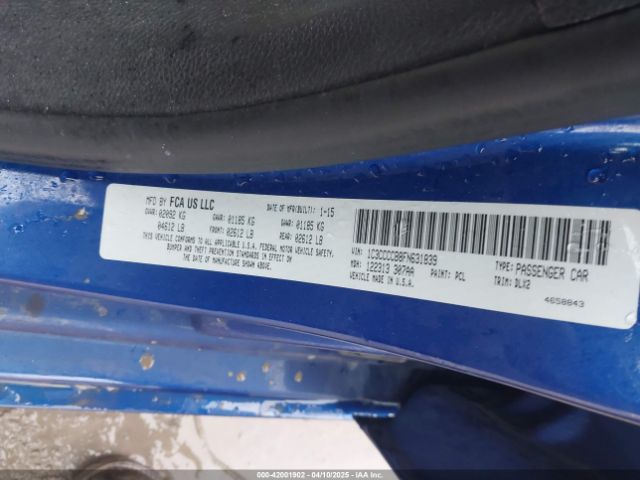 MFD BY FCA US LLC DATE OF MFR(BUILT): 1-15
GVWR: 02092 KG GAWR: 01185 KG GAWR: 01185 KG
04612 LB FRONT: 02612 LB REAR: 02612 LB
THIS VEHICLE CONFORMS TO ALL APPLICABLE U.S.A. FEDERAL MOTOR VEHICLE SAFETY,
BUMPER AND THEFT PREVENTION STANDARDS IN EFFECT ON
THE DATE OF MANUFACTURE SHOWN ABOVE.
VIN: 1C3CCCCB8FN631839 TYPE: PASSENGER CAR
MDH: 122313 307AA PAINT: PCL TRIM: DLX2
VEHICLE MADE IN U.S.A.
4658843
000-42001902 - 04/10/2025 - IAA Inc.